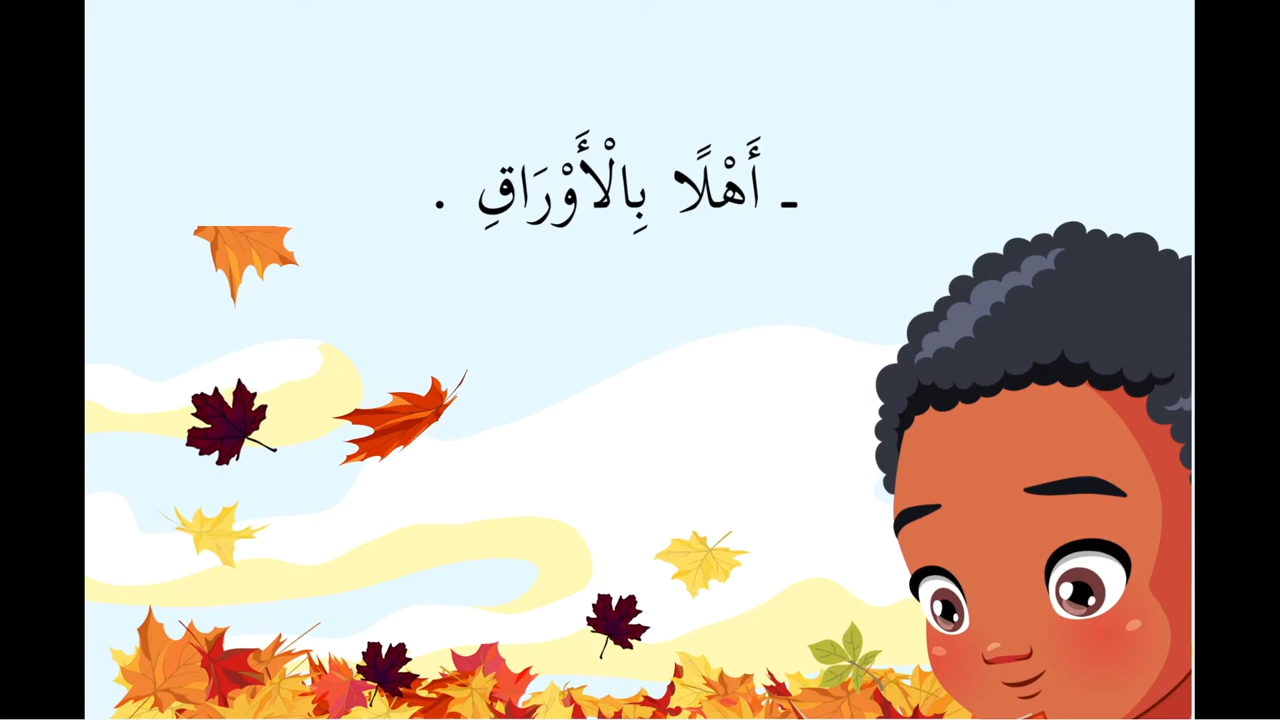 ـ أَهْلًا بِالْأَوْرَاقِ .